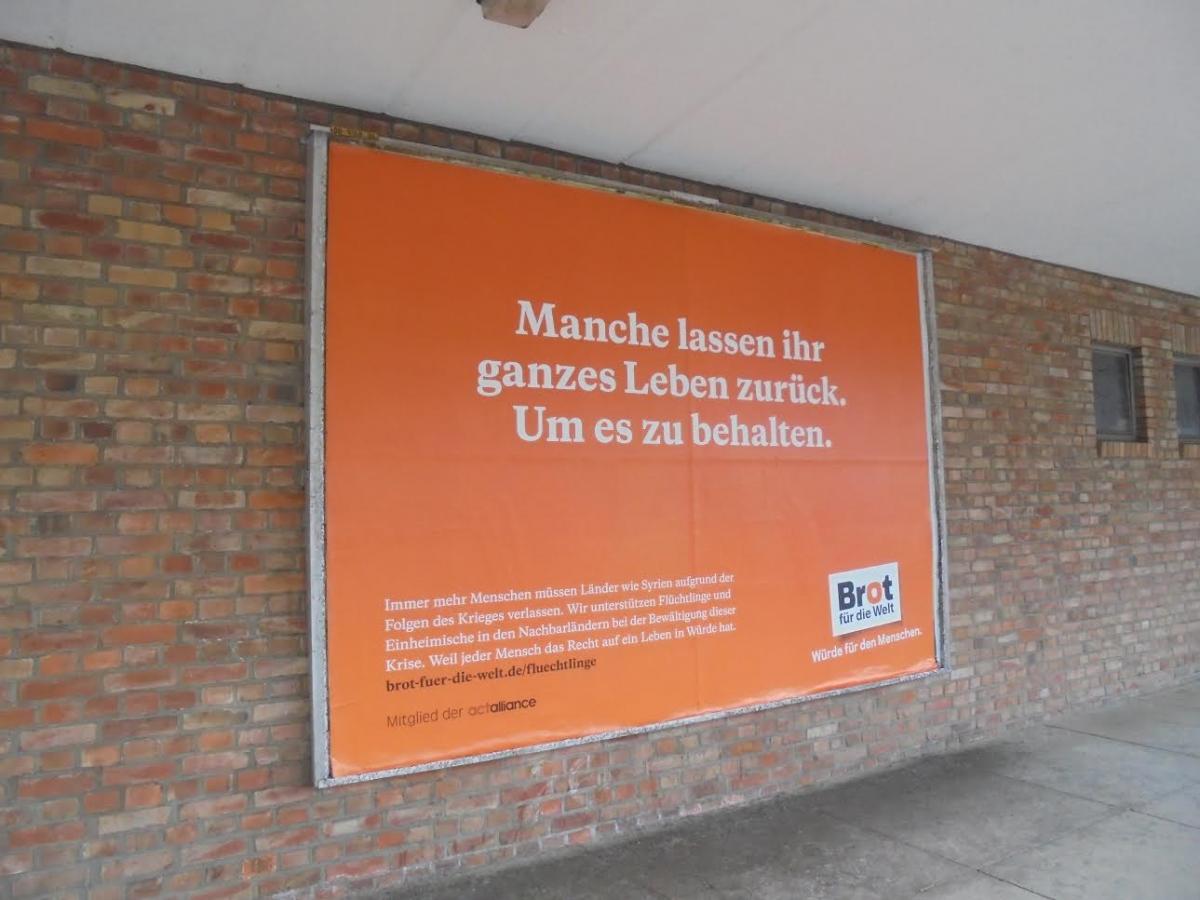 Manche lassen ihr
ganzes Leben zurück.
Um es zu behalten.
Immer mehr Menschen müssen Länder wie Syrien aufgrund der
Folgen des Krieges verlassen. Wir unterstützen Flüchtlinge und
Einheimische in den Nachbarländern bei der Bewältigung dieser
Krise. Weil jeder Mensch das Recht auf ein Leben in Würde hat.
brot-fuer-die-welt.de/fluechtlinge
Mitglied der actalliance
Brot
für die Welt
Würde für den Menschen.